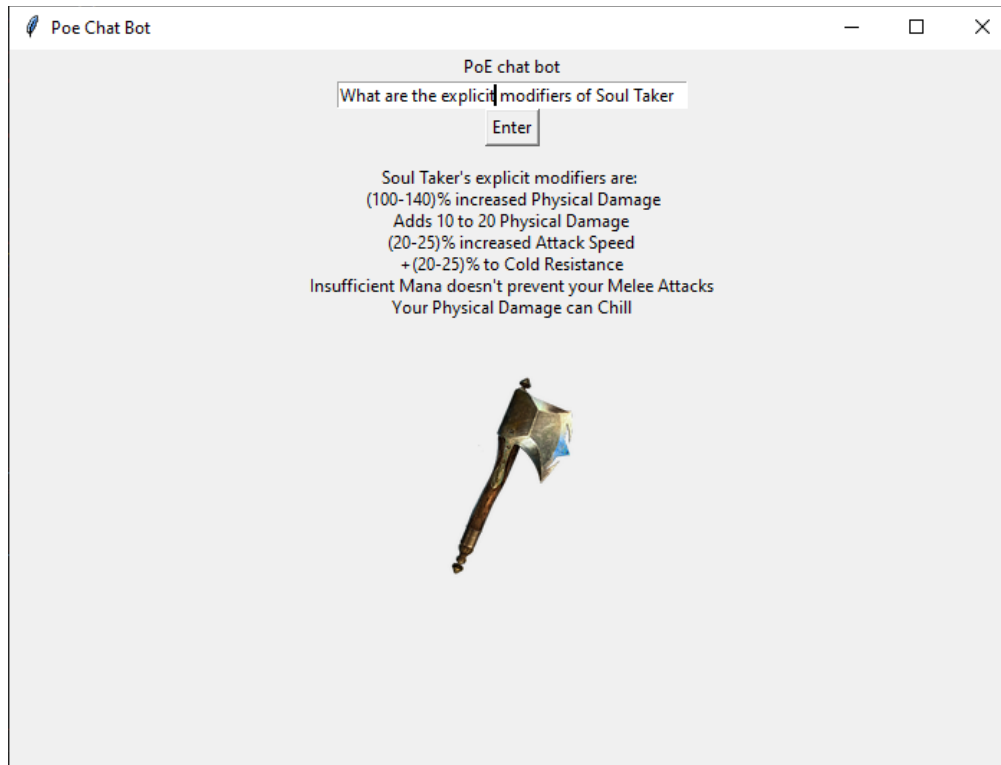 Poe Chat Bot
PoE chat bot
What are the explicit modifiers of Soul Taker
Enter
Soul Taker's explicit modifiers are:
(100-140)% increased Physical Damage
Adds 10 to 20 Physical Damage
(20-25)% increased Attack Speed
+(20-25)% to Cold Resistance
Insufficient Mana doesn't prevent your Melee Attacks
Your Physical Damage can Chill